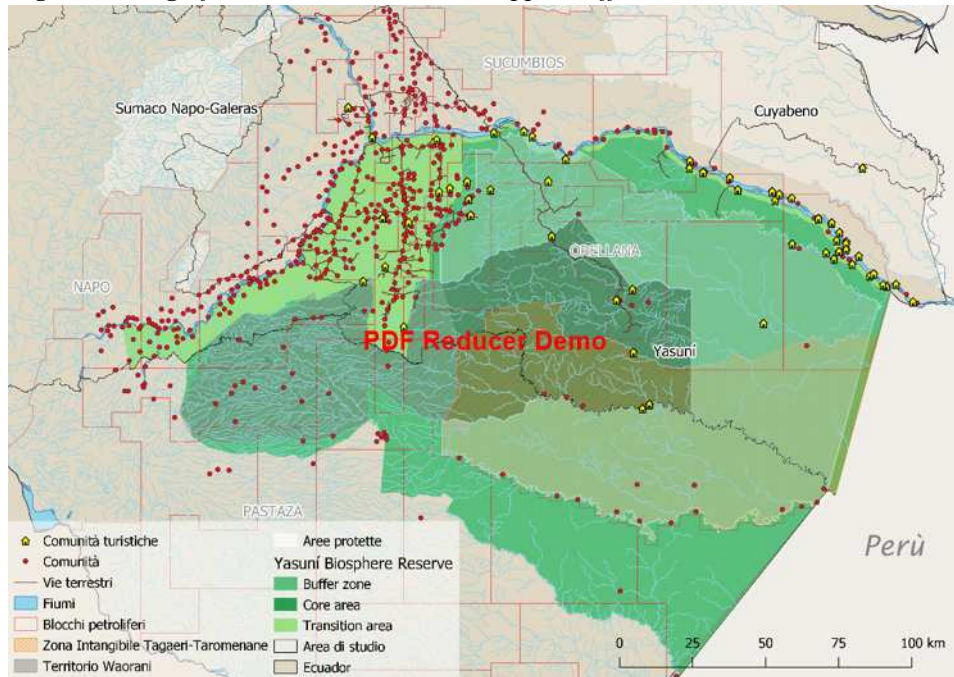 SUCUMBIOS
Sumaco Napo-Galeras
Cuyabeno
ORELLANA
NAPO
PDF Reducer Demo
Yasuní
PASTAZA
Perù
Comunità turistiche
Comunità
Vie terrestri
Fiumi
Blocchi petroliferi
Zona Intangibile Tagaeri-Taromenane
Territorio Waorani
Aree protette
Yasuní Biosphere Reserve
Buffer zone
Core area
Transition area
Area di studio
Ecuador
0 25 50 75 100 km